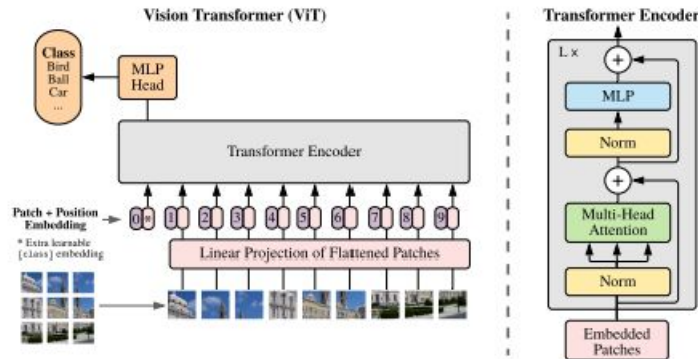 Vision Transformer (ViT)
Class
Bird
Ball
Car
...
MLP
Head
Transformer Encoder
Patch + Position
Embedding
0 * 1 2 3 4 5 6 7 8 9
* Extra learnable
[class] embedding
Linear Projection of Flattened Patches
Transformer Encoder
L ×
+
MLP
Norm
+
Multi-Head
Attention
Norm
Embedded
Patches